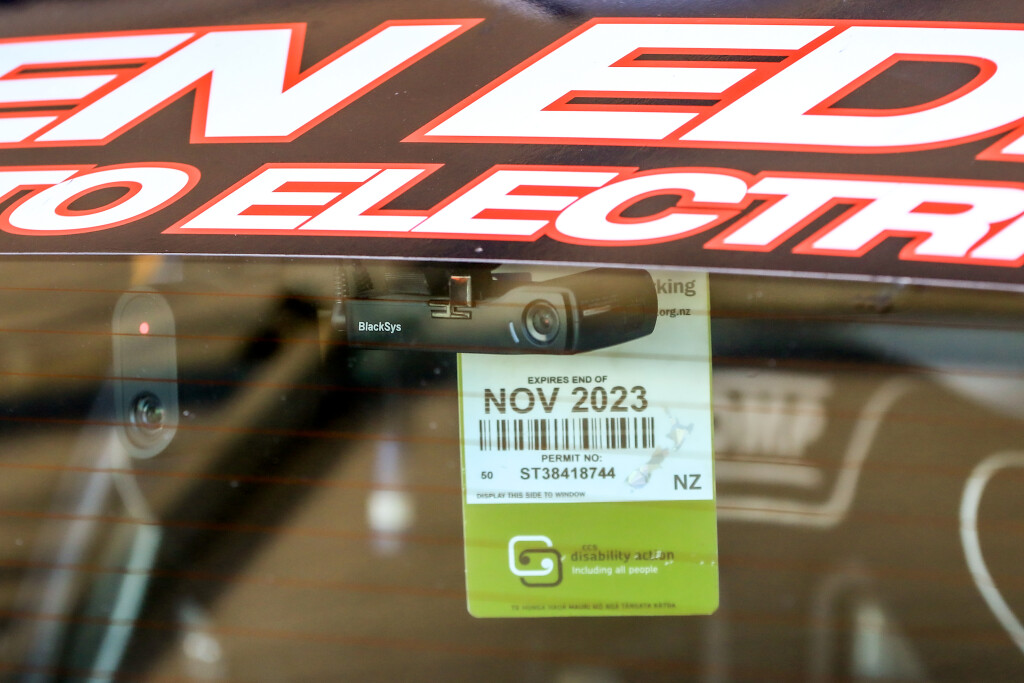 EN ED
TO ELECTRI
king
.org.nz
BlackSys
EXPIRES END OF
NOV 2023
PERMIT NO:
50 ST38418744
NZ
DISPLAY THIS SIDE TO WINDOW
ccs
disability action
Including all people